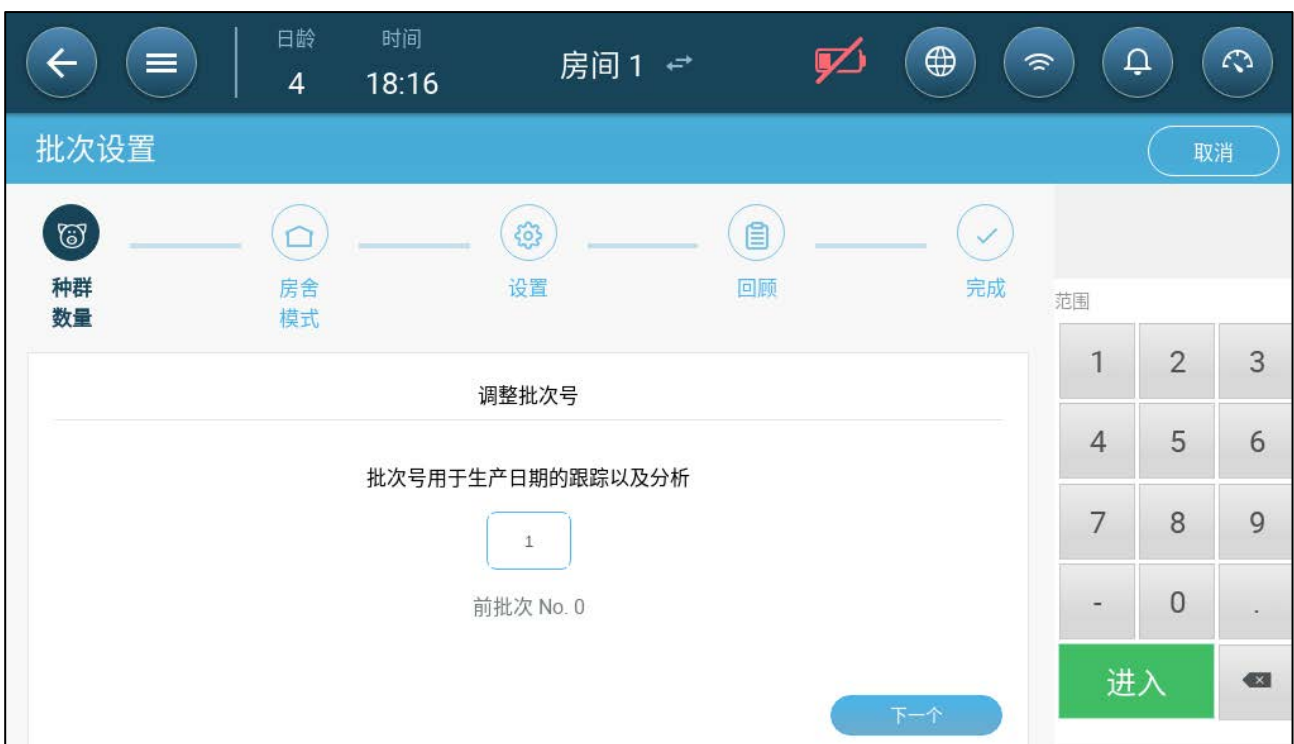 日龄 时间
4 18:16 房间 1
批次设置 取消
种群 房舍 设置 回顾 完成
数量 模式
范围
调整批次号
批次号用于生产日期的跟踪以及分析
1
前批次 No. 0
下一个
1 2 3
4 5 6
7 8 9
- 0 .
进入